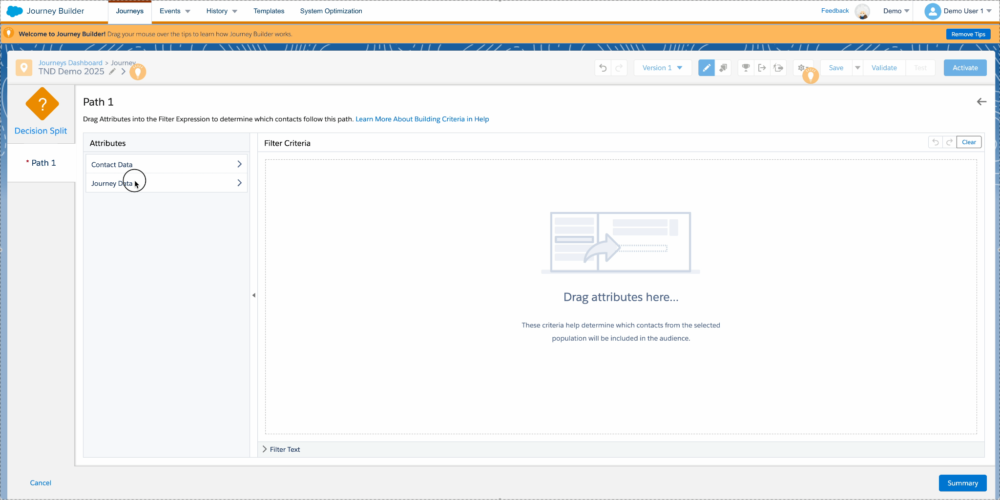 Journey Builder
Journeys
Events
History
Templates
System Optimization
Feedback
Demo
Demo User 1
Welcome to Journey Builder! Drag your mouse over the tips to learn how Journey Builder works.
Remove Tips
Journeys Dashboard > Journey
TND Demo 2025
Version 1
Save
Validate
Test
Activate
?
Decision Split
* Path 1
Path 1
Drag Attributes into the Filter Expression to determine which contacts follow this path. Learn More About Building Criteria in Help
Attributes
Contact Data
Journey Data
Filter Criteria
Clear
Drag attributes here...
These criteria help determine which contacts from the selected
population will be included in the audience.
Filter Text
Cancel
Summary